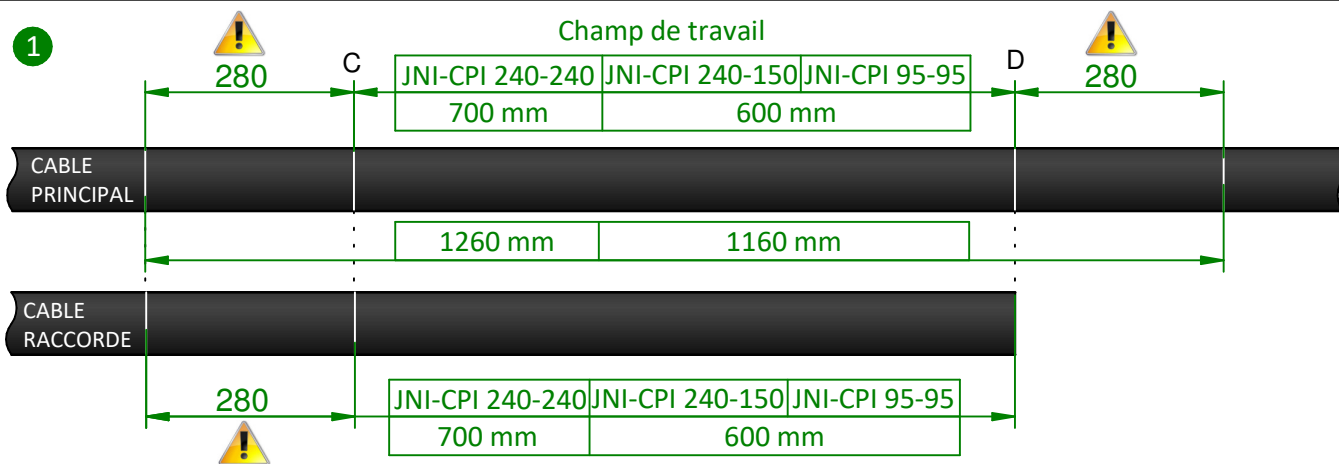 1
Champ de travail
280
C
JNI-CPI 240-240 JNI-CPI 240-150 JNI-CPI 95-95
D
280
700 mm 600 mm
CABLE
PRINCIPAL
1260 mm 1160 mm
CABLE
RACCORDE
280
JNI-CPI 240-240 JNI-CPI 240-150 JNI-CPI 95-95
700 mm 600 mm